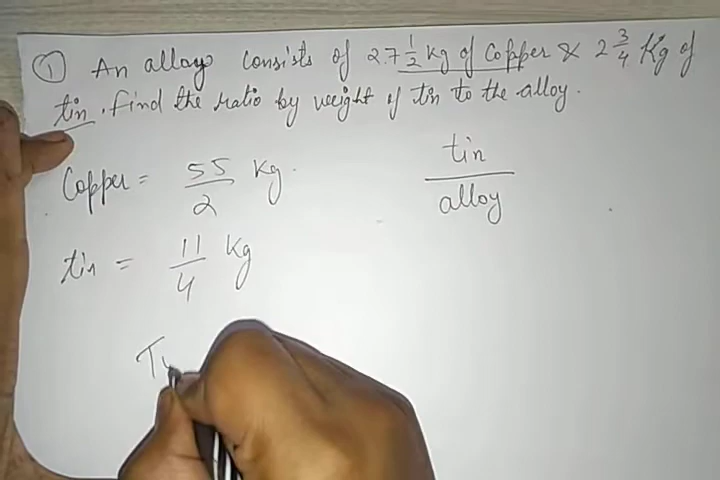 ① An alloy consists of 27 1/2 kg of Copper & 2 3/4 Kg of
tin. Find the ratio by weight of tin to the alloy.
Copper = 55/2 Kg.
tin/alloy
tin = 11/4 Kg